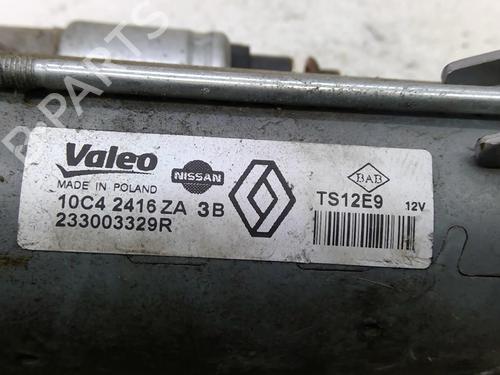 B-PARTS
Valeo
MADE IN POLAND
NISSAN
BAB
10C4 2416 ZA 3B
TS12E9 12V
233003329R